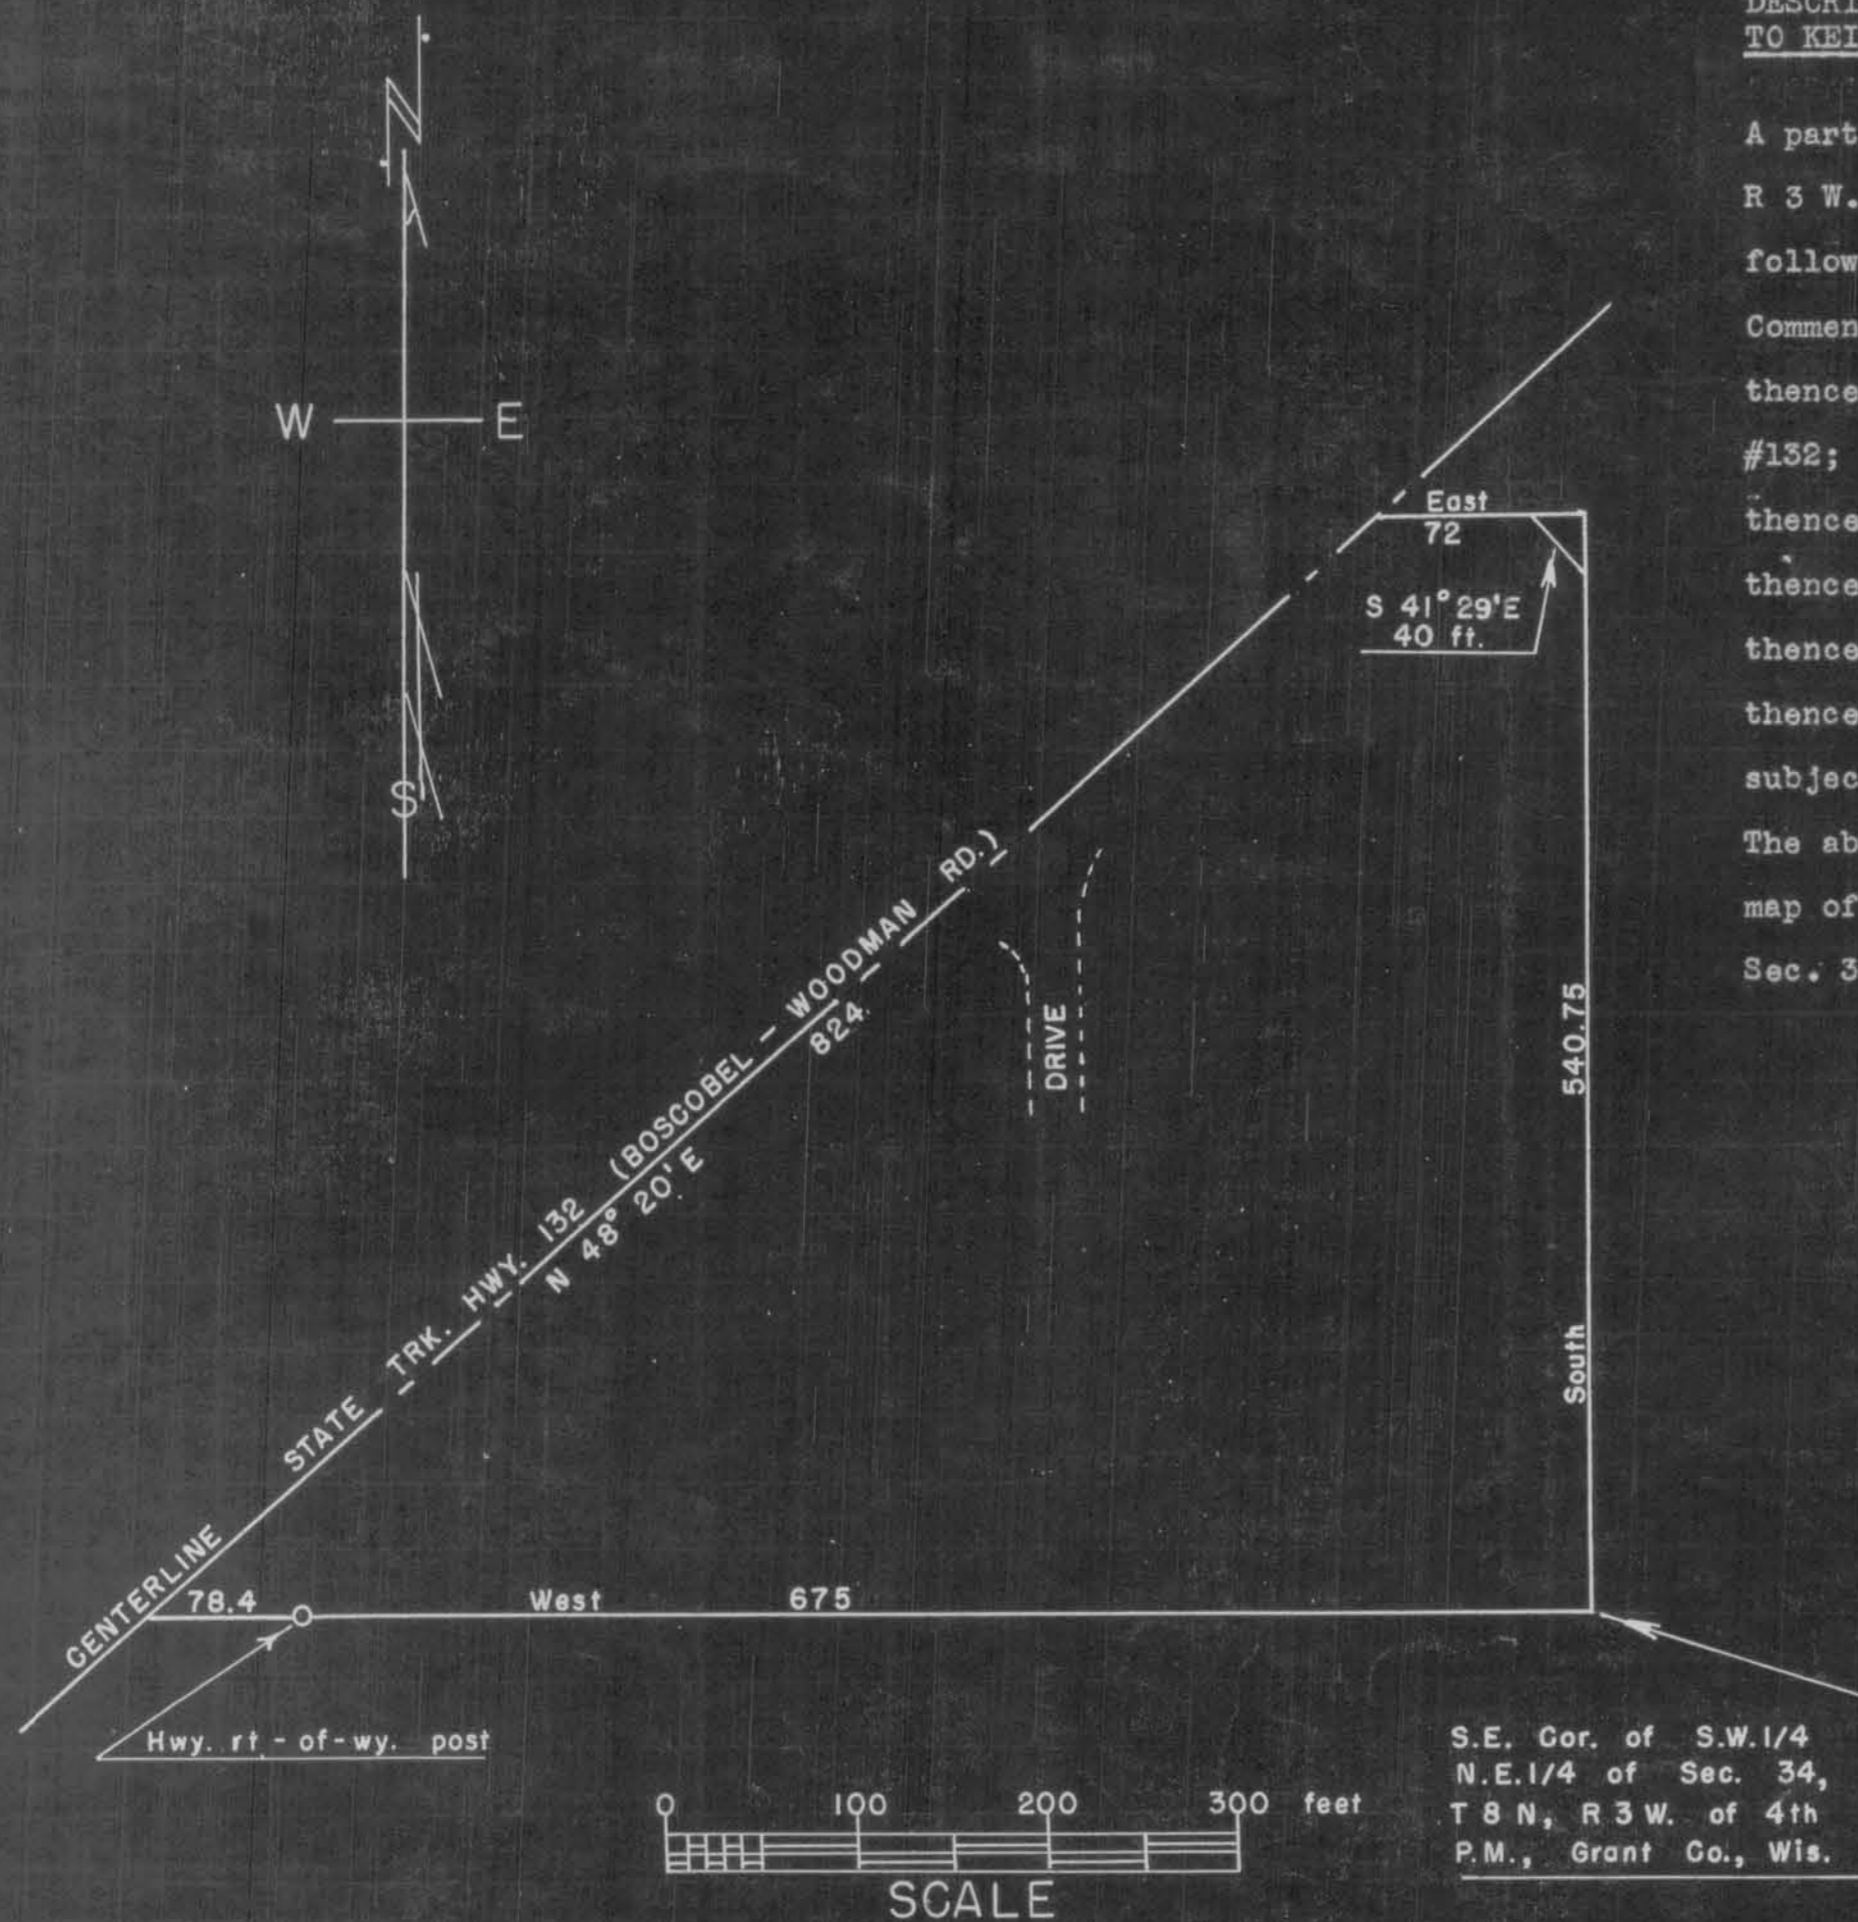 N
W E
S
East
72
S 41° 29' E
40 ft.
CENTERLINE STATE TRK. HWY. 132 (BOSCOBEL - WOODMAN RD.)
824
N 48° 20' E
DRIVE
540.75
South
78.4
West 675
Hwy. rt.-of-wy. post
0 100 200 300 feet
SCALE
S.E. Cor. of S.W.1/4
N.E.1/4 of Sec. 34,
T 8 N, R 3 W. of 4th
P.M., Grant Co., Wis.
TO KEI
A part
R 3 W.
follow
Commen
thence
#132;
thence
thence
thence
thence
subjec
The ab
map of
Sec. 3